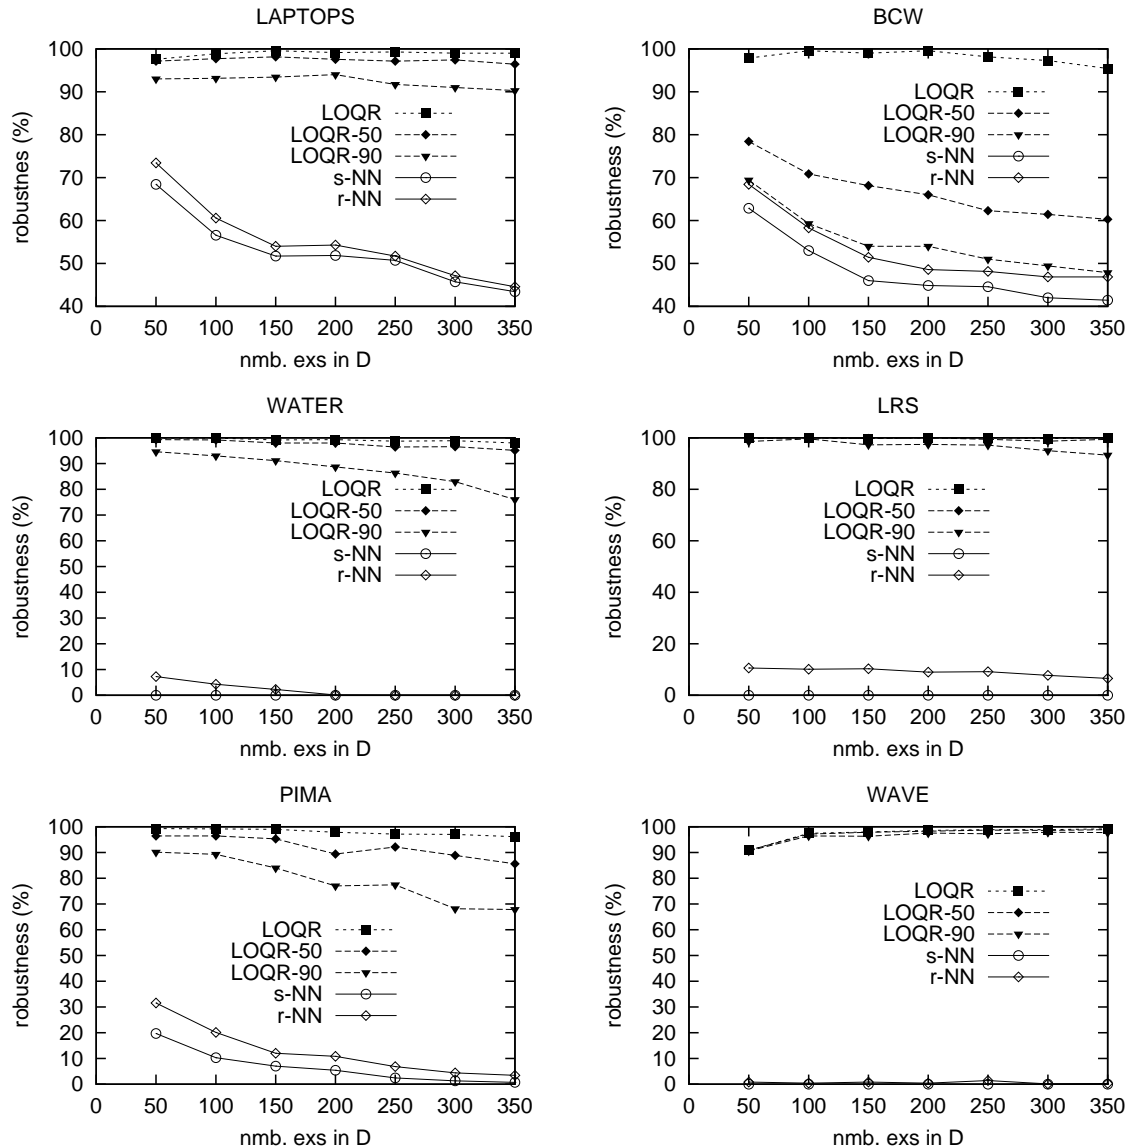 LAPTOPS
robustnes (%)
100
90
80
70
60
50
40
LOQR
LOQR-50
LOQR-90
s-NN
r-NN
0 50 100 150 200 250 300 350
nmb. exs in D
BCW
robustness (%)
100
90
80
70
60
50
40
LOQR
LOQR-50
LOQR-90
s-NN
r-NN
0 50 100 150 200 250 300 350
nmb. exs in D
WATER
robustness (%)
100
90
80
70
60
50
40
30
20
10
0
LOQR
LOQR-50
LOQR-90
s-NN
r-NN
0 50 100 150 200 250 300 350
nmb. exs in D
LRS
robustness (%)
100
80
60
40
20
0
LOQR
LOQR-50
LOQR-90
s-NN
r-NN
0 50 100 150 200 250 300 350
nmb. exs in D
PIMA
robustness (%)
100
90
80
70
60
50
40
30
20
10
0
LOQR
LOQR-50
LOQR-90
s-NN
r-NN
0 50 100 150 200 250 300 350
nmb. exs in D
WAVE
robustness (%)
100
90
80
70
60
50
40
30
20
10
0
LOQR
LOQR-50
LOQR-90
s-NN
r-NN
0 50 100 150 200 250 300 350
nmb. exs in D